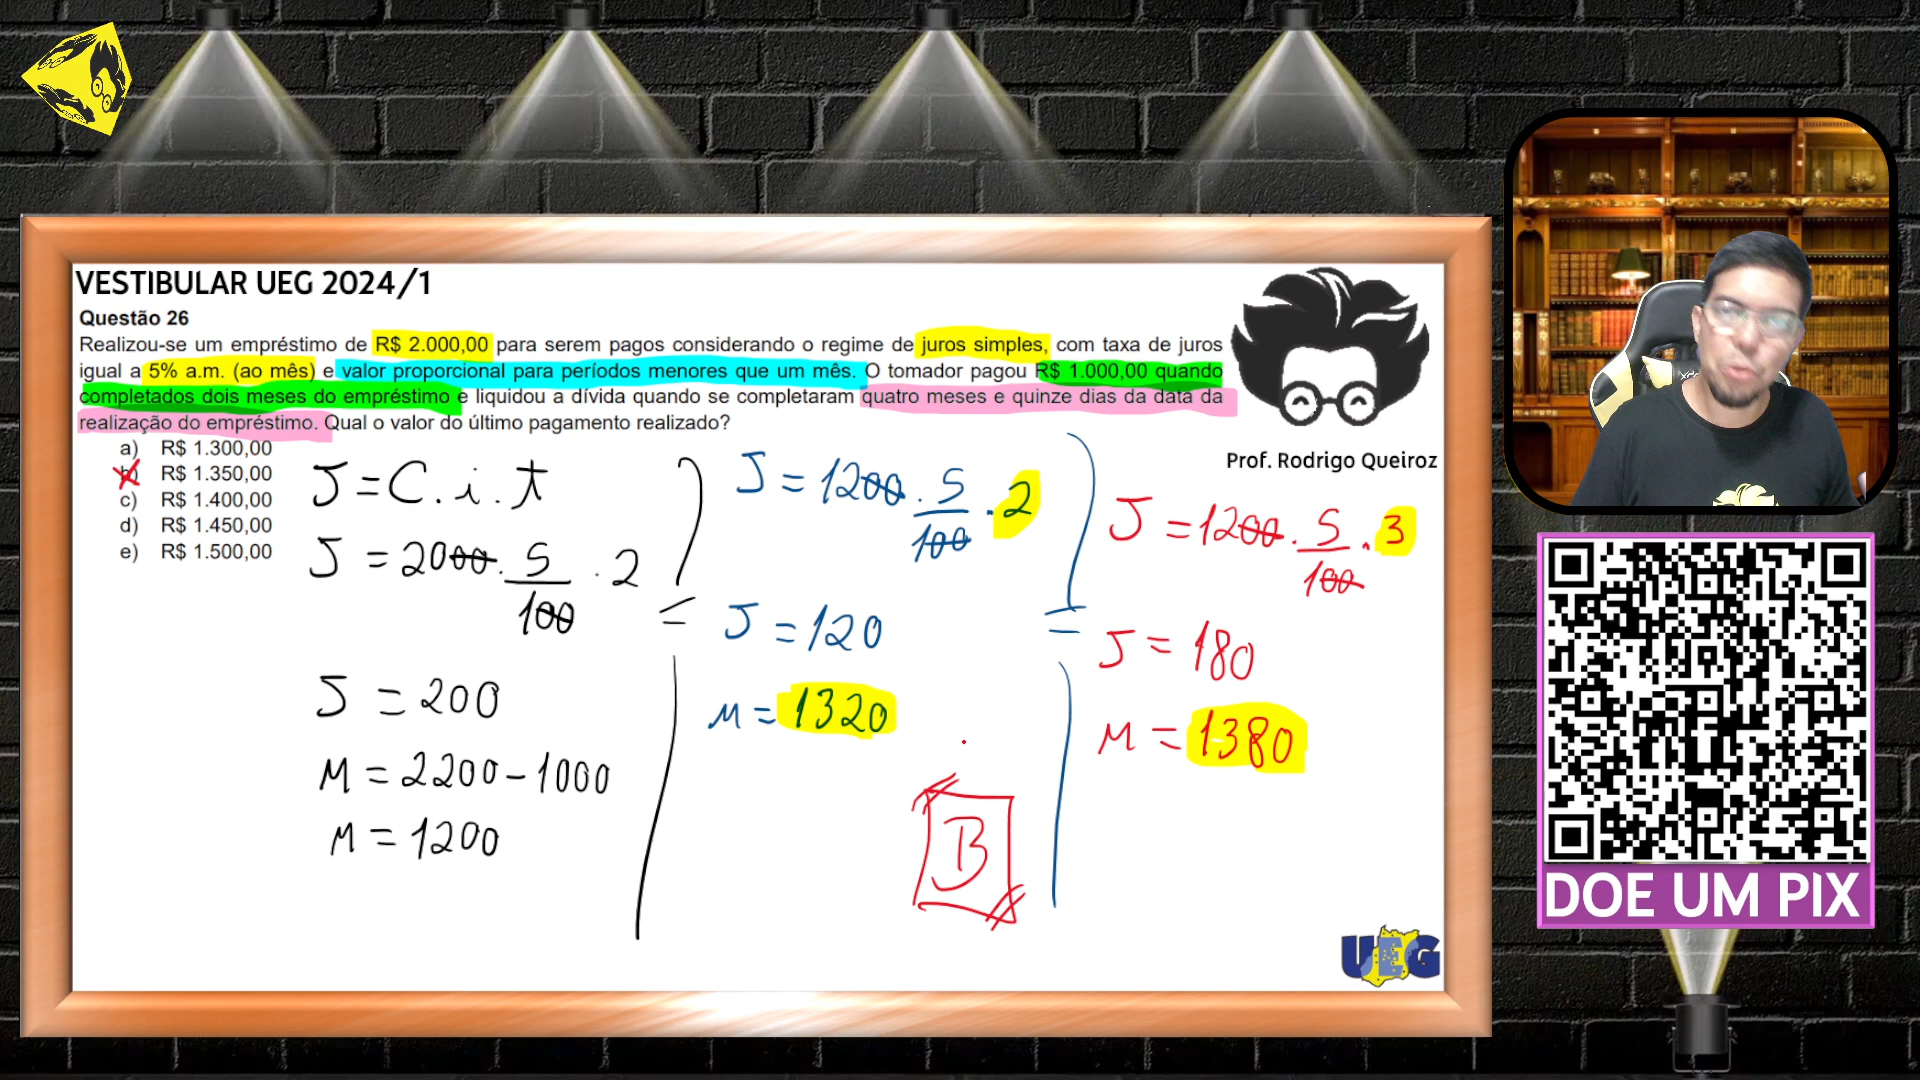 VESTIBULAR UEG 2024/1
Questão 26
Realizou-se um empréstimo de R$ 2.000,00 para serem pagos considerando o regime de juros simples, com taxa de juros
igual a 5% a.m. (ao mês) e valor proporcional para períodos menores que um mês. O tomador pagou R$ 1.000,00 quando
completados dois meses do empréstimo e liquidou a dívida quando se completaram quatro meses e quinze dias da data da
realização do empréstimo. Qual o valor do último pagamento realizado?
a) R$ 1.300,00
b) R$ 1.350,00
c) R$ 1.400,00
d) R$ 1.450,00
e) R$ 1.500,00
J = C . i . t
J = 2000 . 5/100 . 2
J = 200
M = 2200 - 1000
M = 1200
J = 1200 . 5/100 . 2
J = 120
M = 1320
B
J = 1200 . 5/100 . 3
J = 180
M = 1380
Prof. Rodrigo Queiroz
UEG
DOE UM PIX